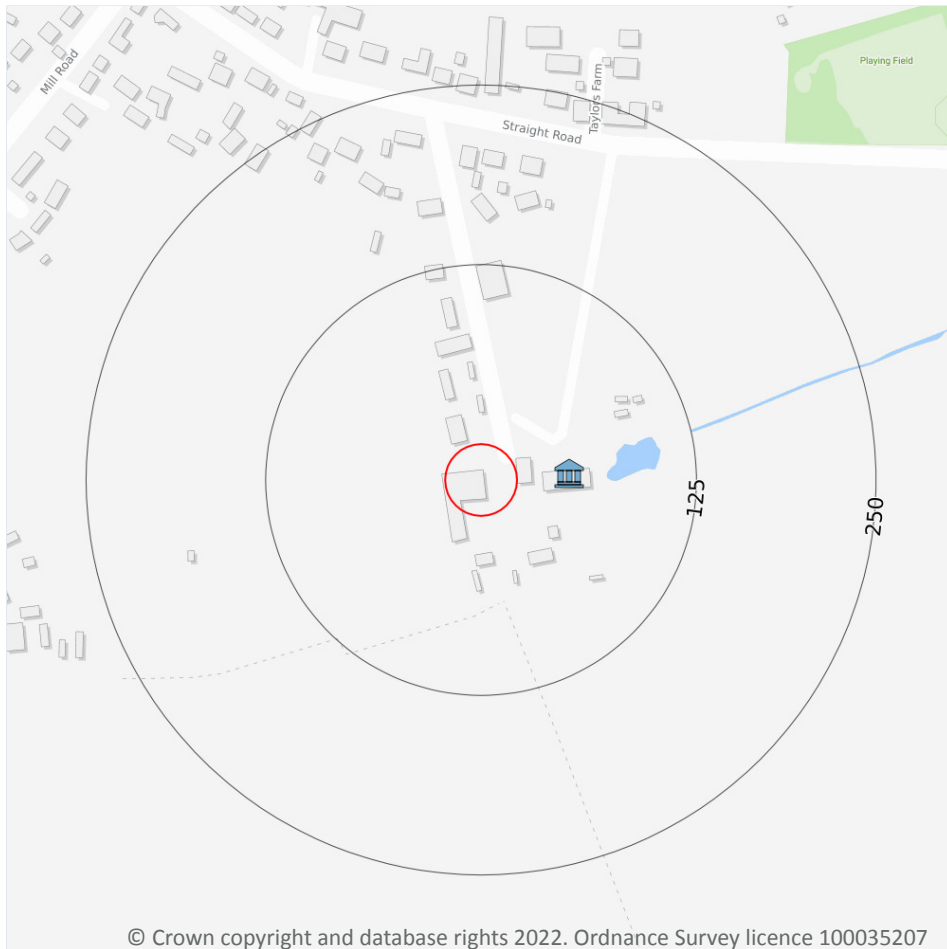 Mill Road
Playing Field
Taylors Farm
Straight Road
125
250
© Crown copyright and database rights 2022. Ordnance Survey licence 100035207